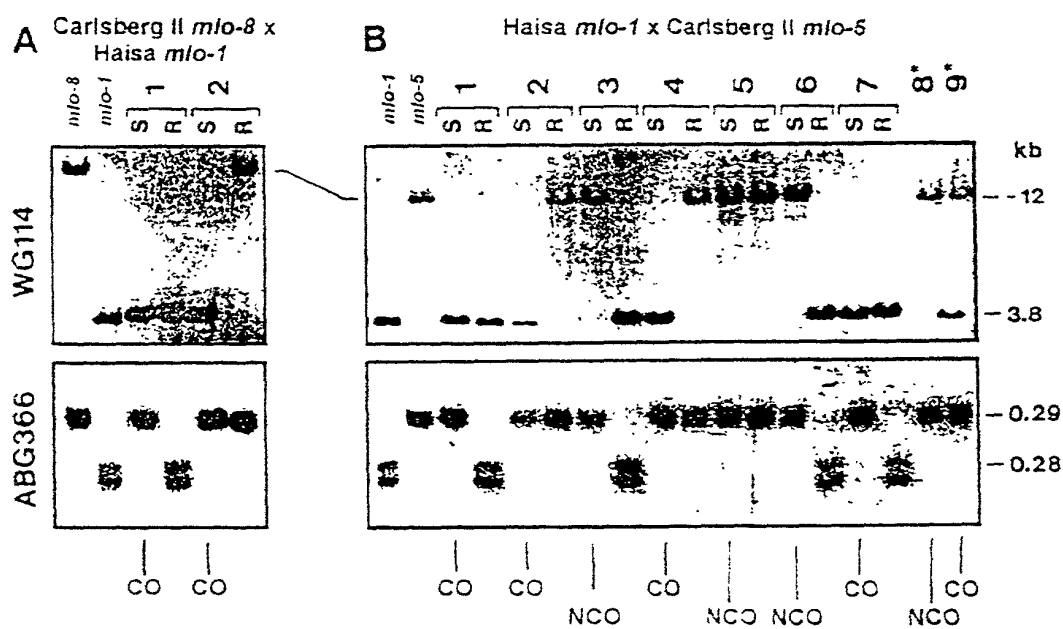 A
Carlsberg II mlo-8 x
Haisa mlo-1
B
Haisa mlo-1 x Carlsberg II mlo-5
mlo-8
mlo-1
1
2
S
R
S
R
mlo-1
mlo-5
1
2
3
4
5
6
7
8*
9*
S
R
S
R
S
R
S
R
S
R
S
R
S
R
kb
WG114
-12
-3.8
ABG366
-0.29
-0.28
CO
CO
CO
CO
NCO
CO
NCO
NCO
CO
NCO
CO